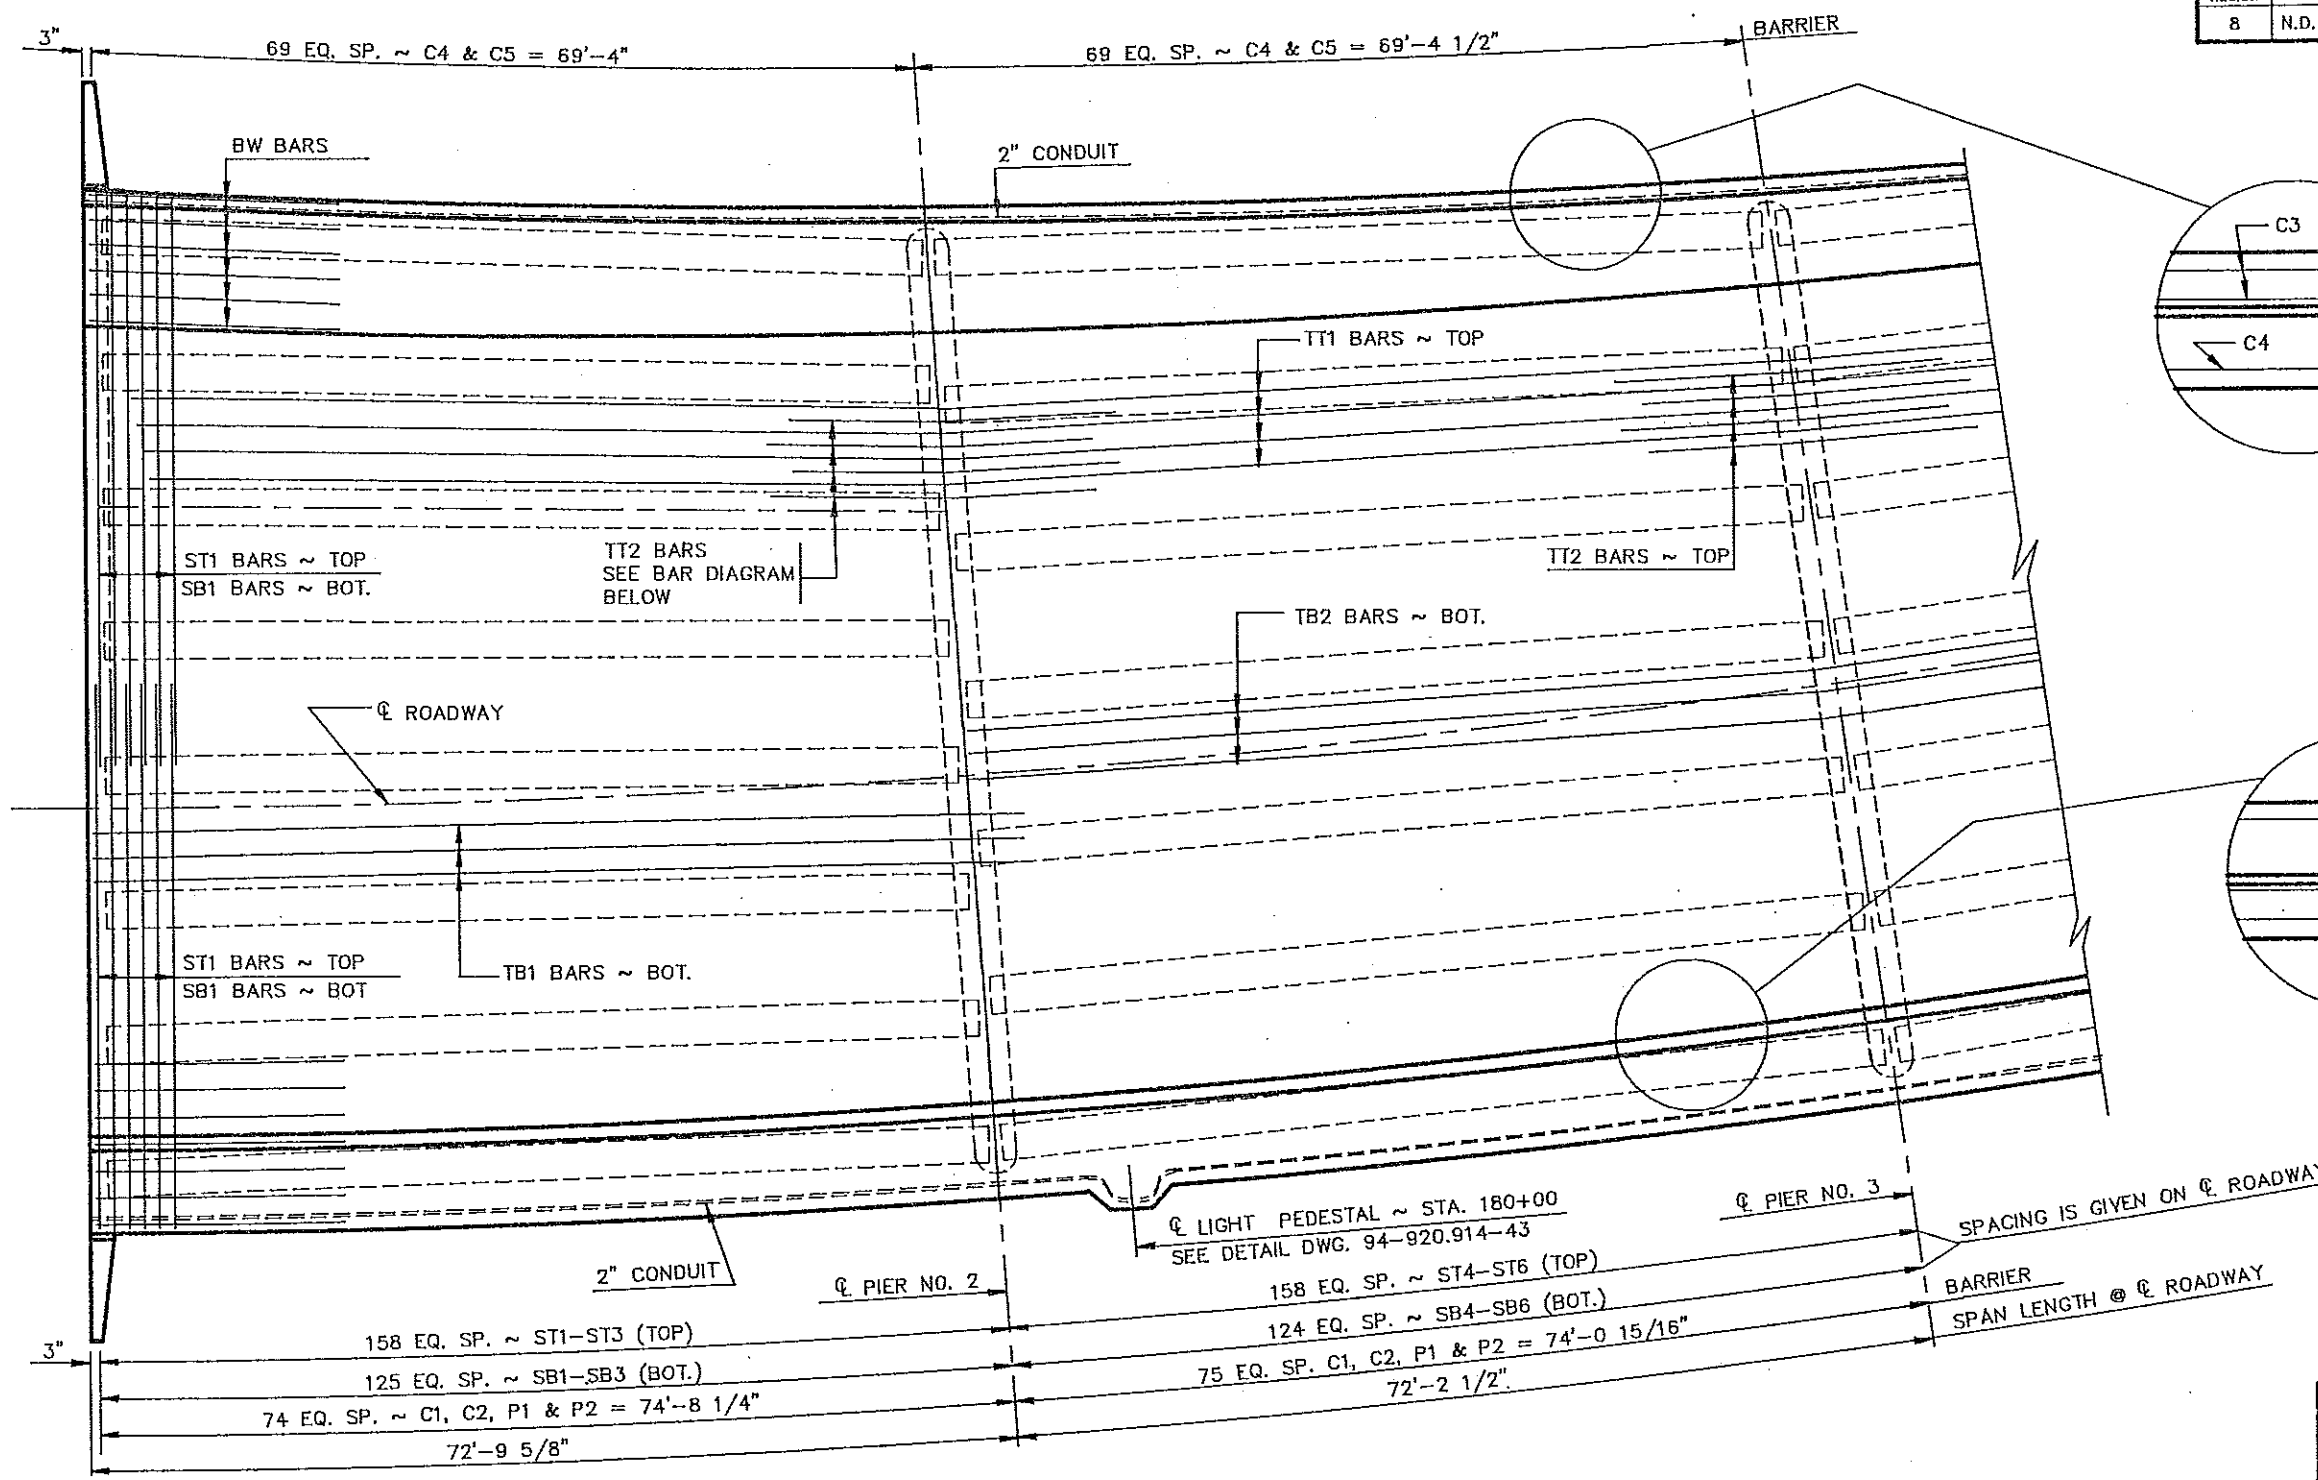 3"
69 EQ. SP. ~ C4 & C5 = 69'-4"
69 EQ. SP. ~ C4 & C5 = 69'-4 1/2"
BARRIER
8 N.D.
BW BARS
2" CONDUIT
C3
C4
TT1 BARS ~ TOP
ST1 BARS ~ TOP
SB1 BARS ~ BOT.
TT2 BARS
SEE BAR DIAGRAM
BELOW
TT2 BARS ~ TOP
TB2 BARS ~ BOT.
℄ ROADWAY
ST1 BARS ~ TOP
SB1 BARS ~ BOT
TB1 BARS ~ BOT.
2" CONDUIT
℄ PIER NO. 2
℄ LIGHT PEDESTAL ~ STA. 180+00
SEE DETAIL DWG. 94-920.914-43
℄ PIER NO. 3
SPACING IS GIVEN ON ℄ ROADWAY
3"
158 EQ. SP. ~ ST1-ST3 (TOP)
158 EQ. SP. ~ ST4-ST6 (TOP)
125 EQ. SP. ~ SB1-SB3 (BOT.)
124 EQ. SP. ~ SB4-SB6 (BOT.)
74 EQ. SP. ~ C1, C2, P1 & P2 = 74'-8 1/4"
75 EQ. SP. C1, C2, P1 & P2 = 74'-0 15/16"
BARRIER
72'-9 5/8"
72'-2 1/2"
SPAN LENGTH @ ℄ ROADWAY